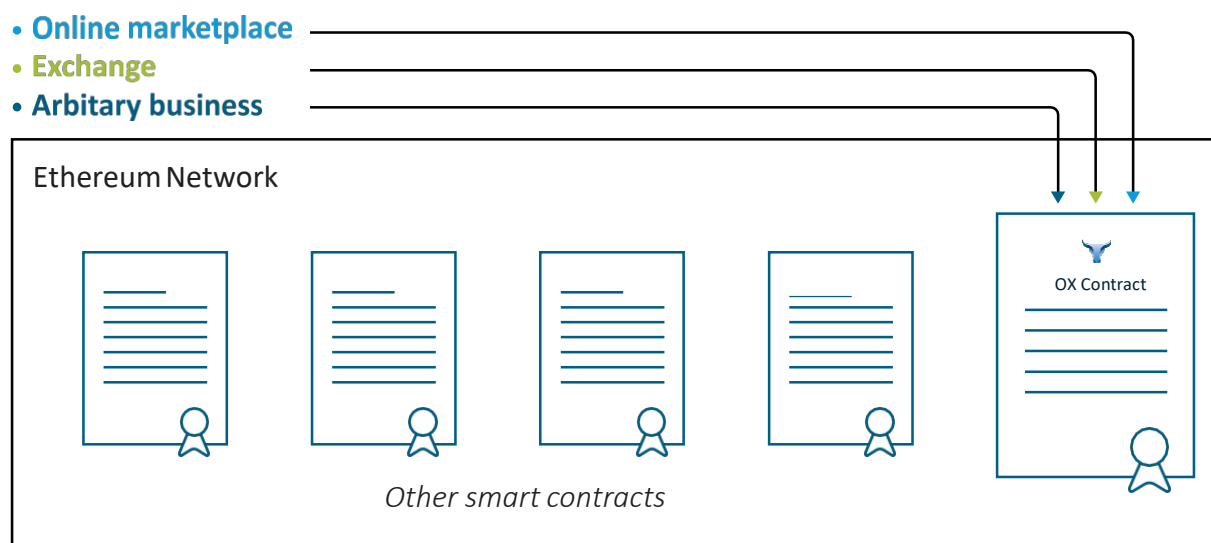 • Online marketplace
• Exchange
• Arbitary business
Ethereum Network
OX Contract
Other smart contracts